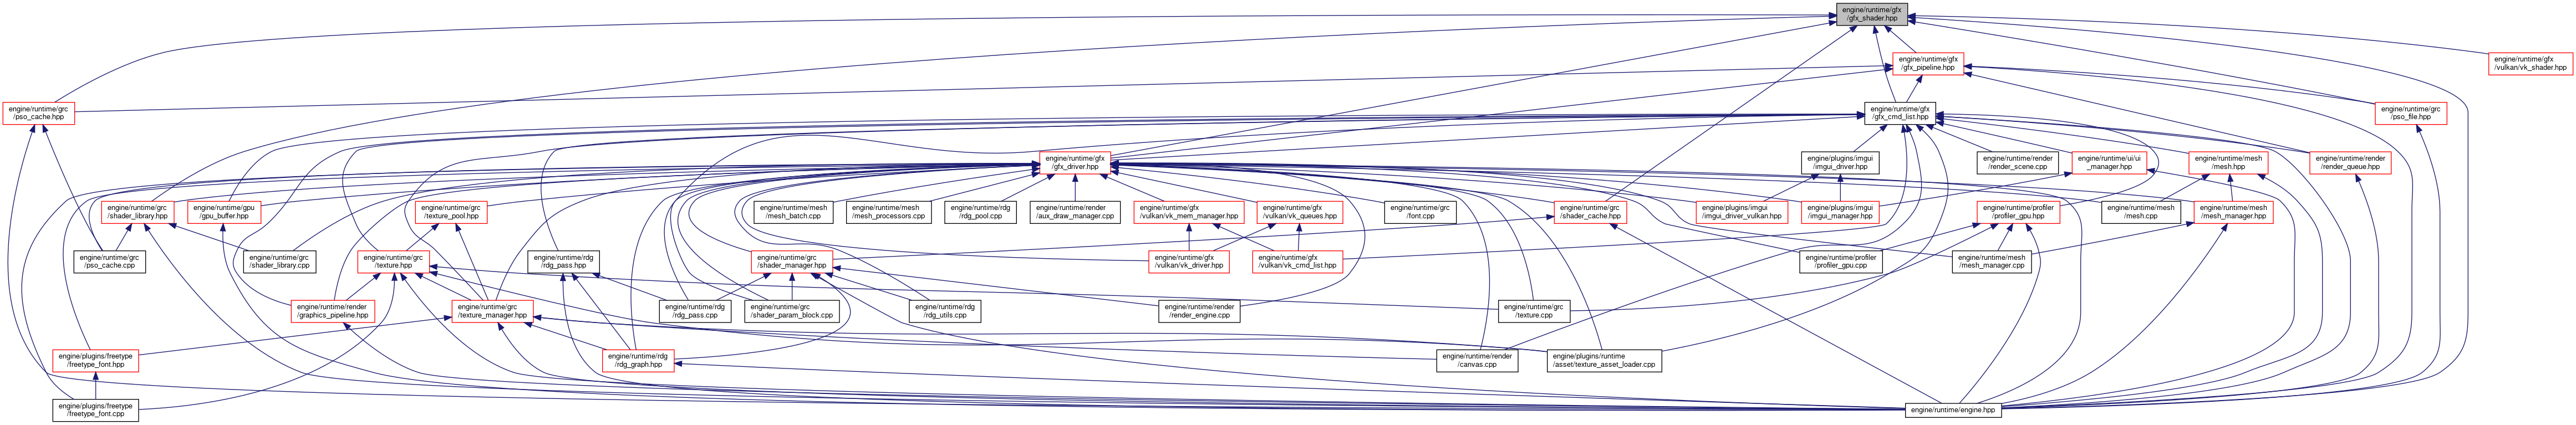 engine/runtime/gfx
/gfx_shader.hpp
engine/runtime/gfx
/gfx_pipeline.hpp
engine/runtime/gfx
/vulkan/vk_shader.hpp
engine/runtime/grc
/pso_cache.hpp
engine/runtime/gfx
/gfx_cmd_list.hpp
engine/runtime/grc
/pso_file.hpp
engine/runtime/gfx
/gfx_driver.hpp
engine/plugins/imgui
/imgui_driver.hpp
engine/runtime/render
/render_scene.cpp
engine/runtime/ui/ui
_manager.hpp
engine/runtime/mesh
/mesh.hpp
engine/runtime/render
/render_queue.hpp
engine/runtime/grc
/shader_library.hpp
engine/runtime/gpu
/gpu_buffer.hpp
engine/runtime/grc
/texture_pool.hpp
engine/runtime/mesh
/mesh_batch.cpp
engine/runtime/mesh
/mesh_processors.cpp
engine/runtime/rdg
/rdg_pool.cpp
engine/runtime/render
/aux_draw_manager.cpp
engine/runtime/gfx
/vulkan/vk_mem_manager.hpp
engine/runtime/gfx
/vulkan/vk_queues.hpp
engine/runtime/grc
/font.cpp
engine/runtime/grc
/shader_cache.hpp
engine/plugins/imgui
/imgui_driver_vulkan.hpp
engine/plugins/imgui
/imgui_manager.hpp
engine/runtime/profiler
/profiler_gpu.hpp
engine/runtime/mesh
/mesh.cpp
engine/runtime/mesh
/mesh_manager.hpp
engine/runtime/grc
/pso_cache.cpp
engine/runtime/grc
/shader_library.cpp
engine/runtime/grc
/texture.hpp
engine/runtime/rdg
/rdg_pass.hpp
engine/runtime/grc
/shader_manager.hpp
engine/runtime/gfx
/vulkan/vk_driver.hpp
engine/runtime/gfx
/vulkan/vk_cmd_list.hpp
engine/runtime/profiler
/profiler_gpu.cpp
engine/runtime/mesh
/mesh_manager.cpp
engine/runtime/render
/graphics_pipeline.hpp
engine/runtime/grc
/texture_manager.hpp
engine/runtime/rdg
/rdg_pass.cpp
engine/runtime/grc
/shader_param_block.cpp
engine/runtime/rdg
/rdg_utils.cpp
engine/runtime/render
/render_engine.cpp
engine/runtime/grc
/texture.cpp
engine/plugins/freetype
/freetype_font.hpp
engine/runtime/rdg
/rdg_graph.hpp
engine/runtime/render
/canvas.cpp
engine/plugins/runtime
/asset/texture_asset_loader.cpp
engine/plugins/freetype
/freetype_font.cpp
engine/runtime/engine.hpp